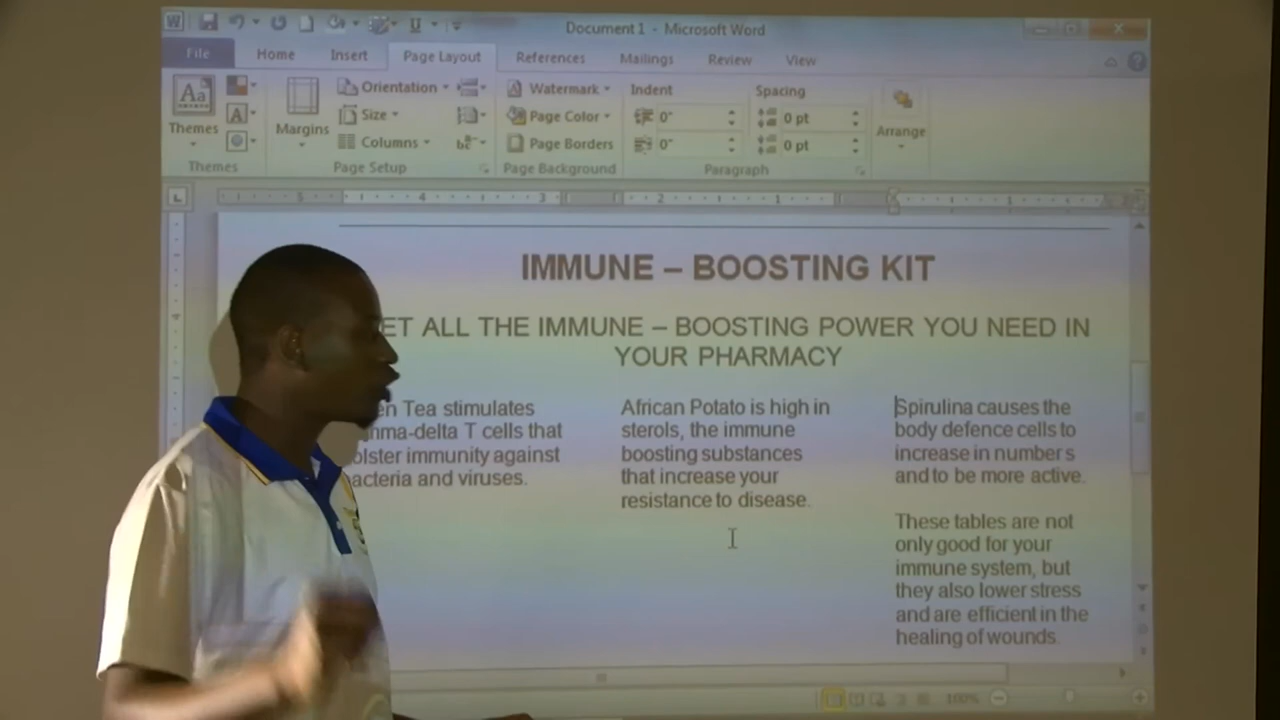 Document 1 - Microsoft Word
File Home Insert Page Layout References Mailings Review View
Themes
Themes
Margins
Orientation
Size
Columns
Page Setup
Watermark
Page Color
Page Borders
Page Background
Indent
0"
0"
Spacing
0 pt
0 pt
Paragraph
Arrange
IMMUNE – BOOSTING KIT
ET ALL THE IMMUNE – BOOSTING POWER YOU NEED IN
YOUR PHARMACY
en Tea stimulates
mma-delta T cells that
olster immunity against
acteria and viruses.
African Potato is high in
sterols, the immune
boosting substances
that increase your
resistance to disease.
Spirulina causes the
body defence cells to
increase in numbers
and to be more active.
These tables are not
only good for your
immune system, but
they also lower stress
and are efficient in the
healing of wounds.
100%